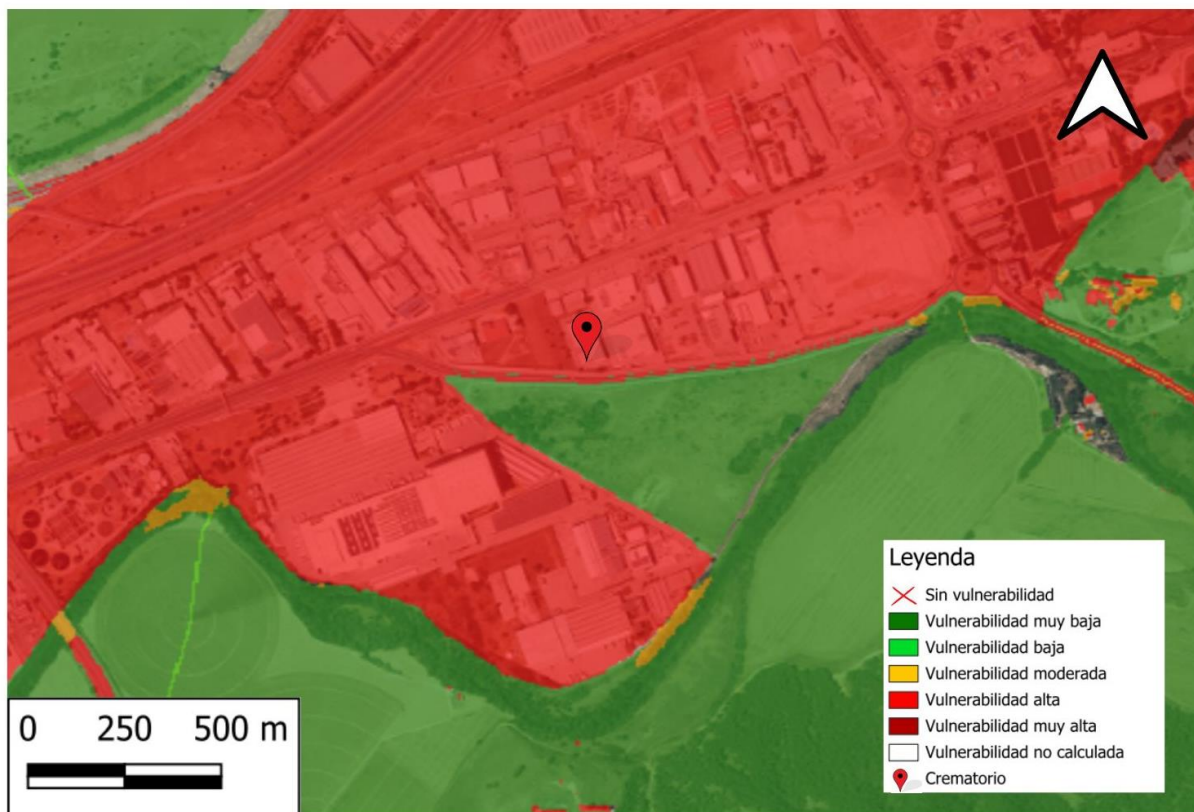 Leyenda
Sin vulnerabilidad
Vulnerabilidad muy baja
Vulnerabilidad baja
Vulnerabilidad moderada
Vulnerabilidad alta
Vulnerabilidad muy alta
Vulnerabilidad no calculada
Crematorio
0 250 500 m